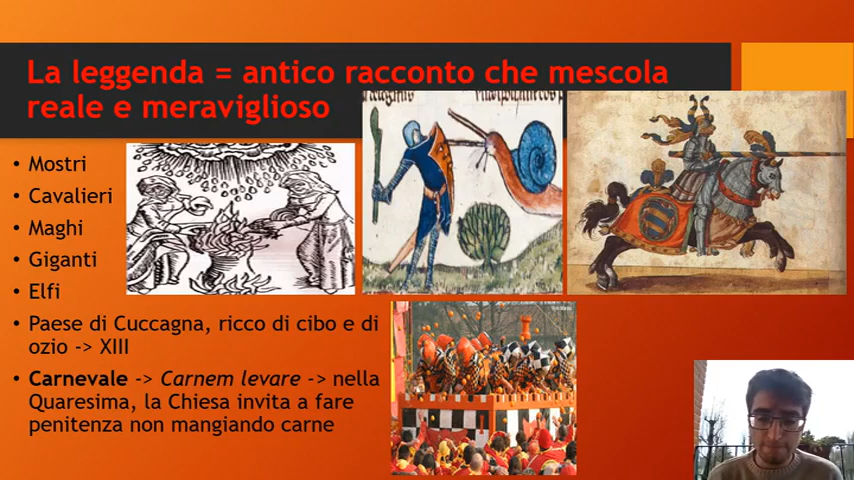 La leggenda = antico racconto che mescola
reale e meraviglioso
• Mostri
• Cavalieri
• Maghi
• Giganti
• Elfi
• Paese di Cuccagna, ricco di cibo e di
ozio -> XIII
• Carnevale -> Carnem levare -> nella
Quaresima, la Chiesa invita a fare
penitenza non mangiando carne